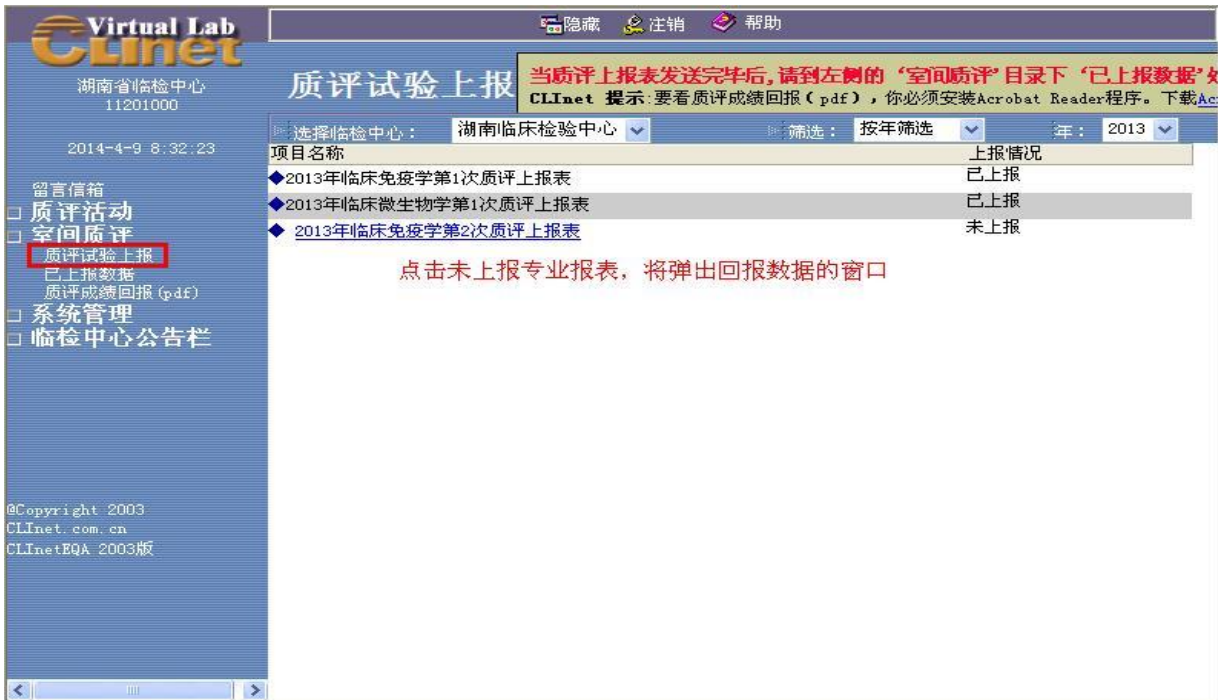 Virtual Lab
CLInet
湖南省临检中心
11201000
2014-4-9 8:32:23
留言信箱
质评活动
室间质评
质评试验上报
已上报数据
质评成绩回报(pdf)
系统管理
临检中心公告栏
@Copyright 2003
CLInet.com.cn
CLInetEQA 2003版
隐藏 注销 帮助
质评试验上报
当质评上报表发送完毕后,请到左侧的‘室间质评’目录下‘已上报数据’
CLInet 提示:要看质评成绩回报(pdf),你必须安装Acrobat Reader程序。下载
选择临检中心: 湖南临床检验中心 筛选: 按年筛选 年: 2013
项目名称 上报情况
◆2013年临床免疫学第1次质评上报表 已上报
◆2013年临床微生物学第1次质评上报表 已上报
◆ 2013年临床免疫学第2次质评上报表 未上报
点击未上报专业报表，将弹出回报数据的窗口